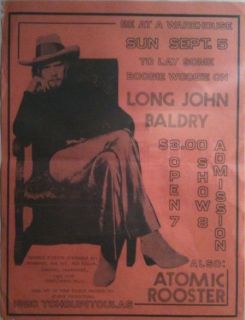 BE AT A WAREHOUSE
SUN SEPT. 5
TO LAY SOME
BOOGIE WOOGIE ON
LONG JOHN
BALDRY
$3.00 ADMISSION
OPEN 7
SHOW 8
ALSO:
ATOMIC
ROOSTER
1820 TCHOUPITOULAS